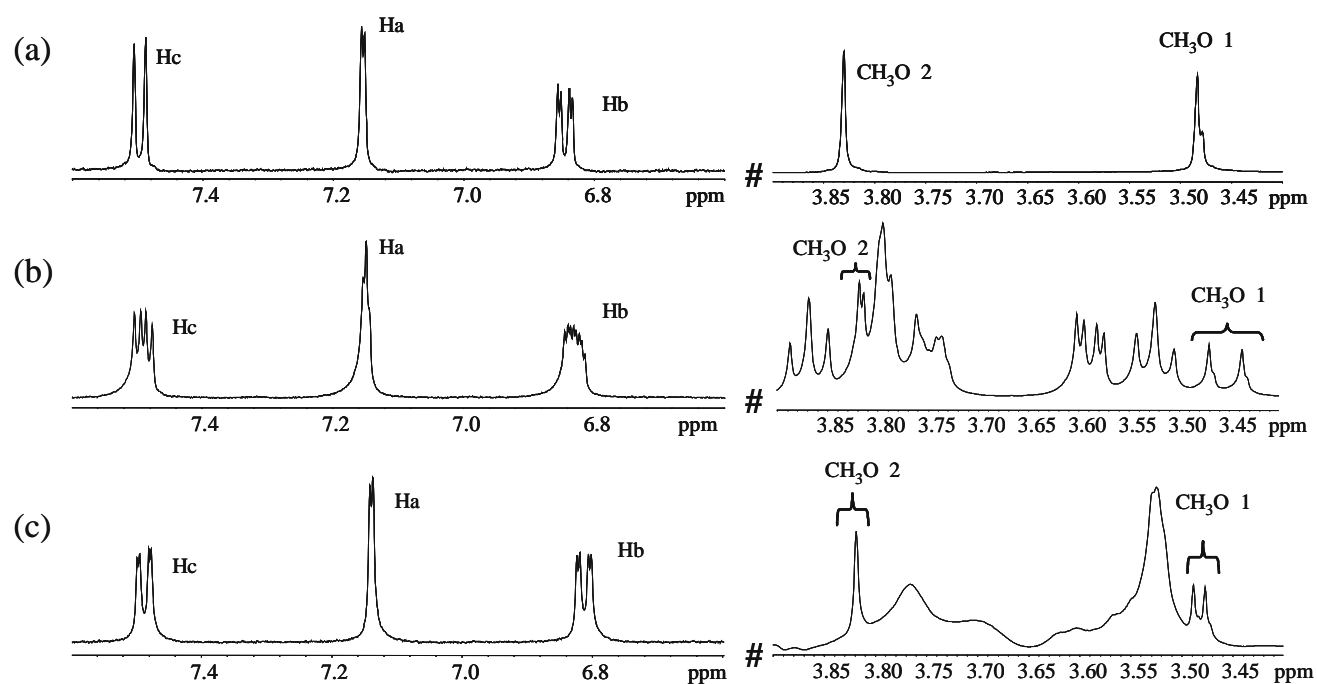 (a)
Hc
Ha
Hb
CH₃O 2
CH₃O 1
7.4 7.2 7.0 6.8 ppm
# 3.85 3.80 3.75 3.70 3.65 3.60 3.55 3.50 3.45 ppm
(b)
Hc
Ha
Hb
CH₃O 2
CH₃O 1
7.4 7.2 7.0 6.8 ppm
# 3.85 3.80 3.75 3.70 3.65 3.60 3.55 3.50 3.45 ppm
(c)
Hc
Ha
Hb
CH₃O 2
CH₃O 1
7.4 7.2 7.0 6.8 ppm
# 3.85 3.80 3.75 3.70 3.65 3.60 3.55 3.50 3.45 ppm